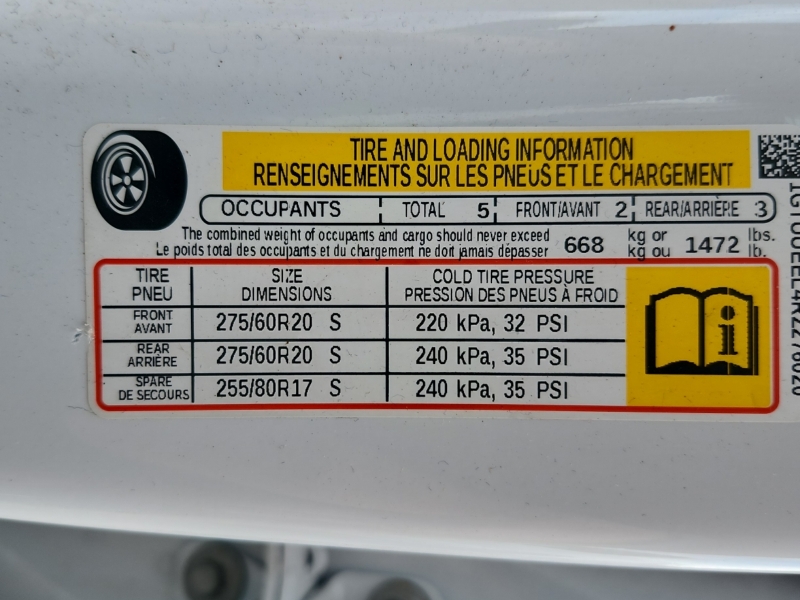 TIRE AND LOADING INFORMATION
RENSEIGNEMENTS SUR LES PNEUS ET LE CHARGEMENT
OCCUPANTS TOTAL 5 FRONT/AVANT 2 REAR/ARRIÈRE 3
The combined weight of occupants and cargo should never exceed 668 kg or 1472 lbs.
Le poids total des occupants et du chargement ne doit jamais dépasser kg ou lb.
TIRE SIZE COLD TIRE PRESSURE
PNEU DIMENSIONS PRESSION DES PNEUS À FROID
FRONT AVANT 275/60R20 S 220 kPa, 32 PSI
REAR ARRIÈRE 275/60R20 S 240 kPa, 35 PSI
SPARE DE SECOURS 255/80R17 S 240 kPa, 35 PSI
i